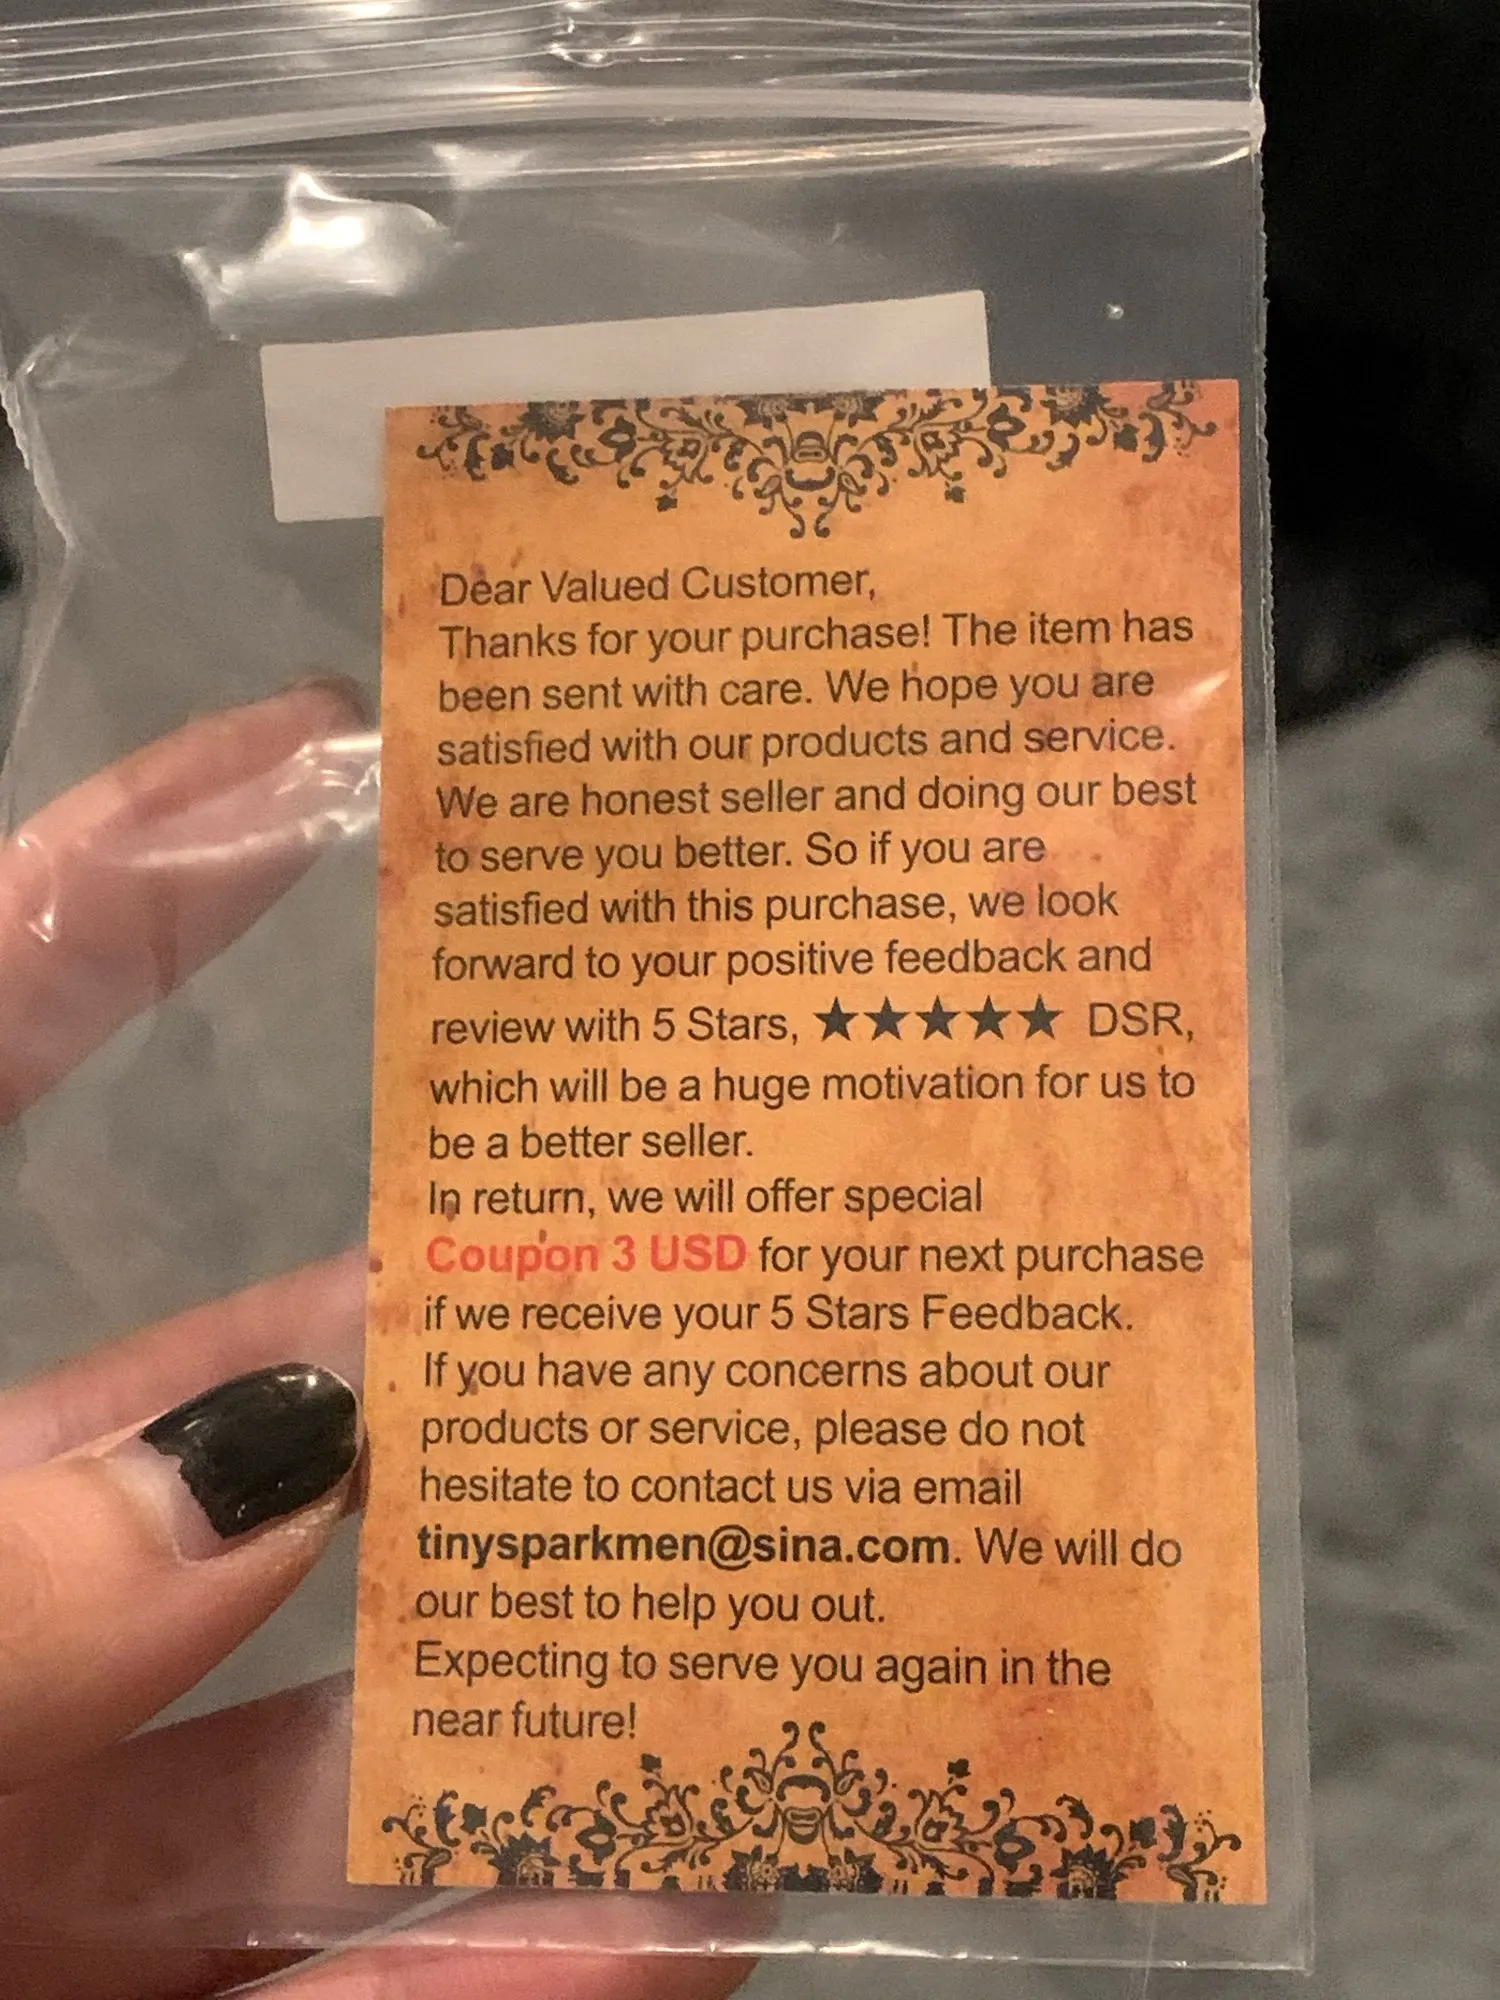 Dear Valued Customer,
Thanks for your purchase! The item has
been sent with care. We hope you are
satisfied with our products and service.
We are honest seller and doing our best
to serve you better. So if you are
satisfied with this purchase, we look
forward to your positive feedback and
review with 5 Stars, ★★★★★ DSR,
which will be a huge motivation for us to
be a better seller.
In return, we will offer special
Coupon 3 USD for your next purchase
if we receive your 5 Stars Feedback.
If you have any concerns about our
products or service, please do not
hesitate to contact us via email
tinysparkmen@sina.com. We will do
our best to help you out.
Expecting to serve you again in the
near future!